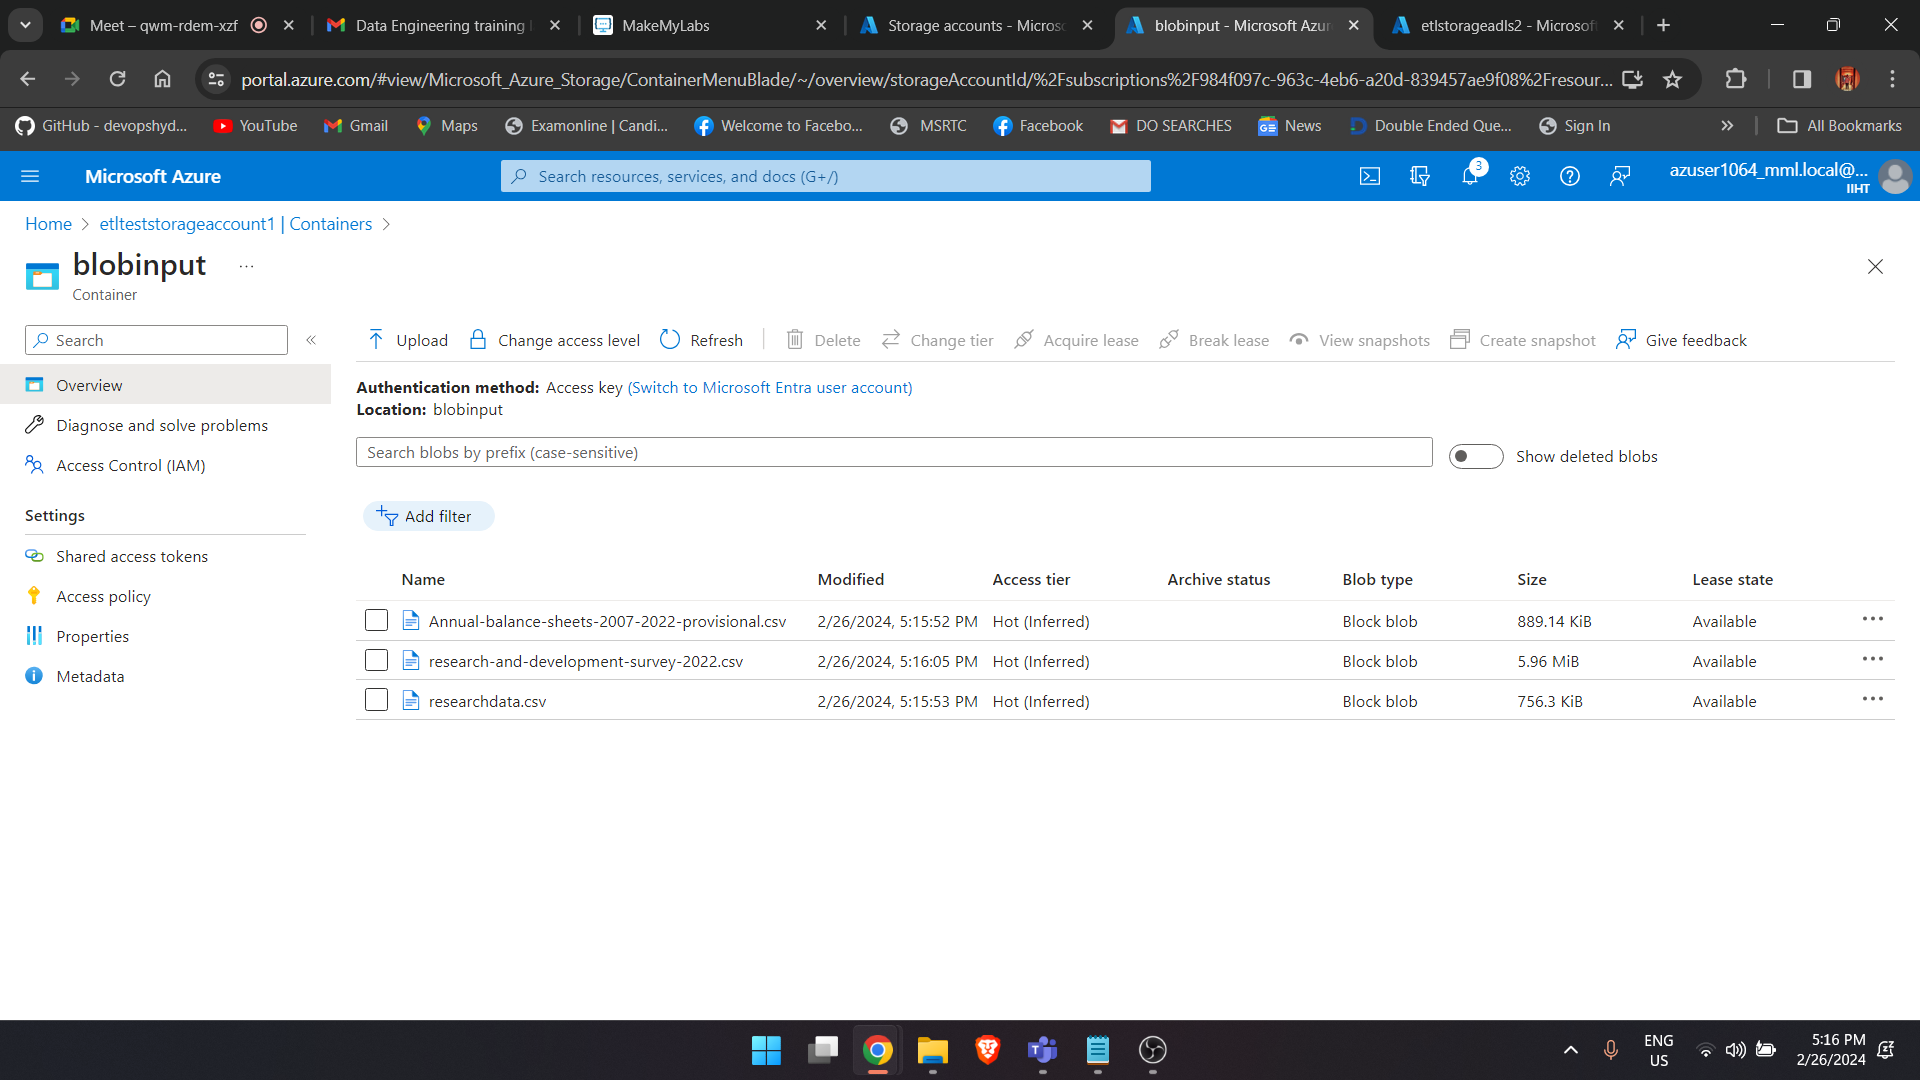 Meet – qwm-rdem-xzf
Data Engineering training
MakeMyLabs
Storage accounts - Micros
blobinput - Microsoft Azur
etlstorageadls2 - Microsoft
portal.azure.com/#view/Microsoft_Azure_Storage/ContainerMenuBlade/~/overview/storageAccountId/%2Fsubscriptions%2F984f097c-963c-4eb6-a20d-839457ae9f08%2Fresour...
GitHub - devopshyd...
YouTube
Gmail
Maps
Examonline | Candi...
Welcome to Facebo...
MSRTC
Facebook
DO SEARCHES
News
Double Ended Que...
Sign In
All Bookmarks
Microsoft Azure
Search resources, services, and docs (G+/)
3
azuser1064_mml.local@...
IIHT
Home > etlteststorageaccount1 | Containers >
blobinput ...
Container
Search
Overview
Diagnose and solve problems
Access Control (IAM)
Settings
Shared access tokens
Access policy
Properties
Metadata
Upload
Change access level
Refresh
Delete
Change tier
Acquire lease
Break lease
View snapshots
Create snapshot
Give feedback
Authentication method: Access key (Switch to Microsoft Entra user account)
Location: blobinput
Search blobs by prefix (case-sensitive)
Show deleted blobs
Add filter
Name Modified Access tier Archive status Blob type Size Lease state
Annual-balance-sheets-2007-2022-provisional.csv 2/26/2024, 5:15:52 PM Hot (Inferred) Block blob 889.14 KiB Available
research-and-development-survey-2022.csv 2/26/2024, 5:16:05 PM Hot (Inferred) Block blob 5.96 MiB Available
researchdata.csv 2/26/2024, 5:15:53 PM Hot (Inferred) Block blob 756.3 KiB Available
ENG
US
5:16 PM
2/26/2024